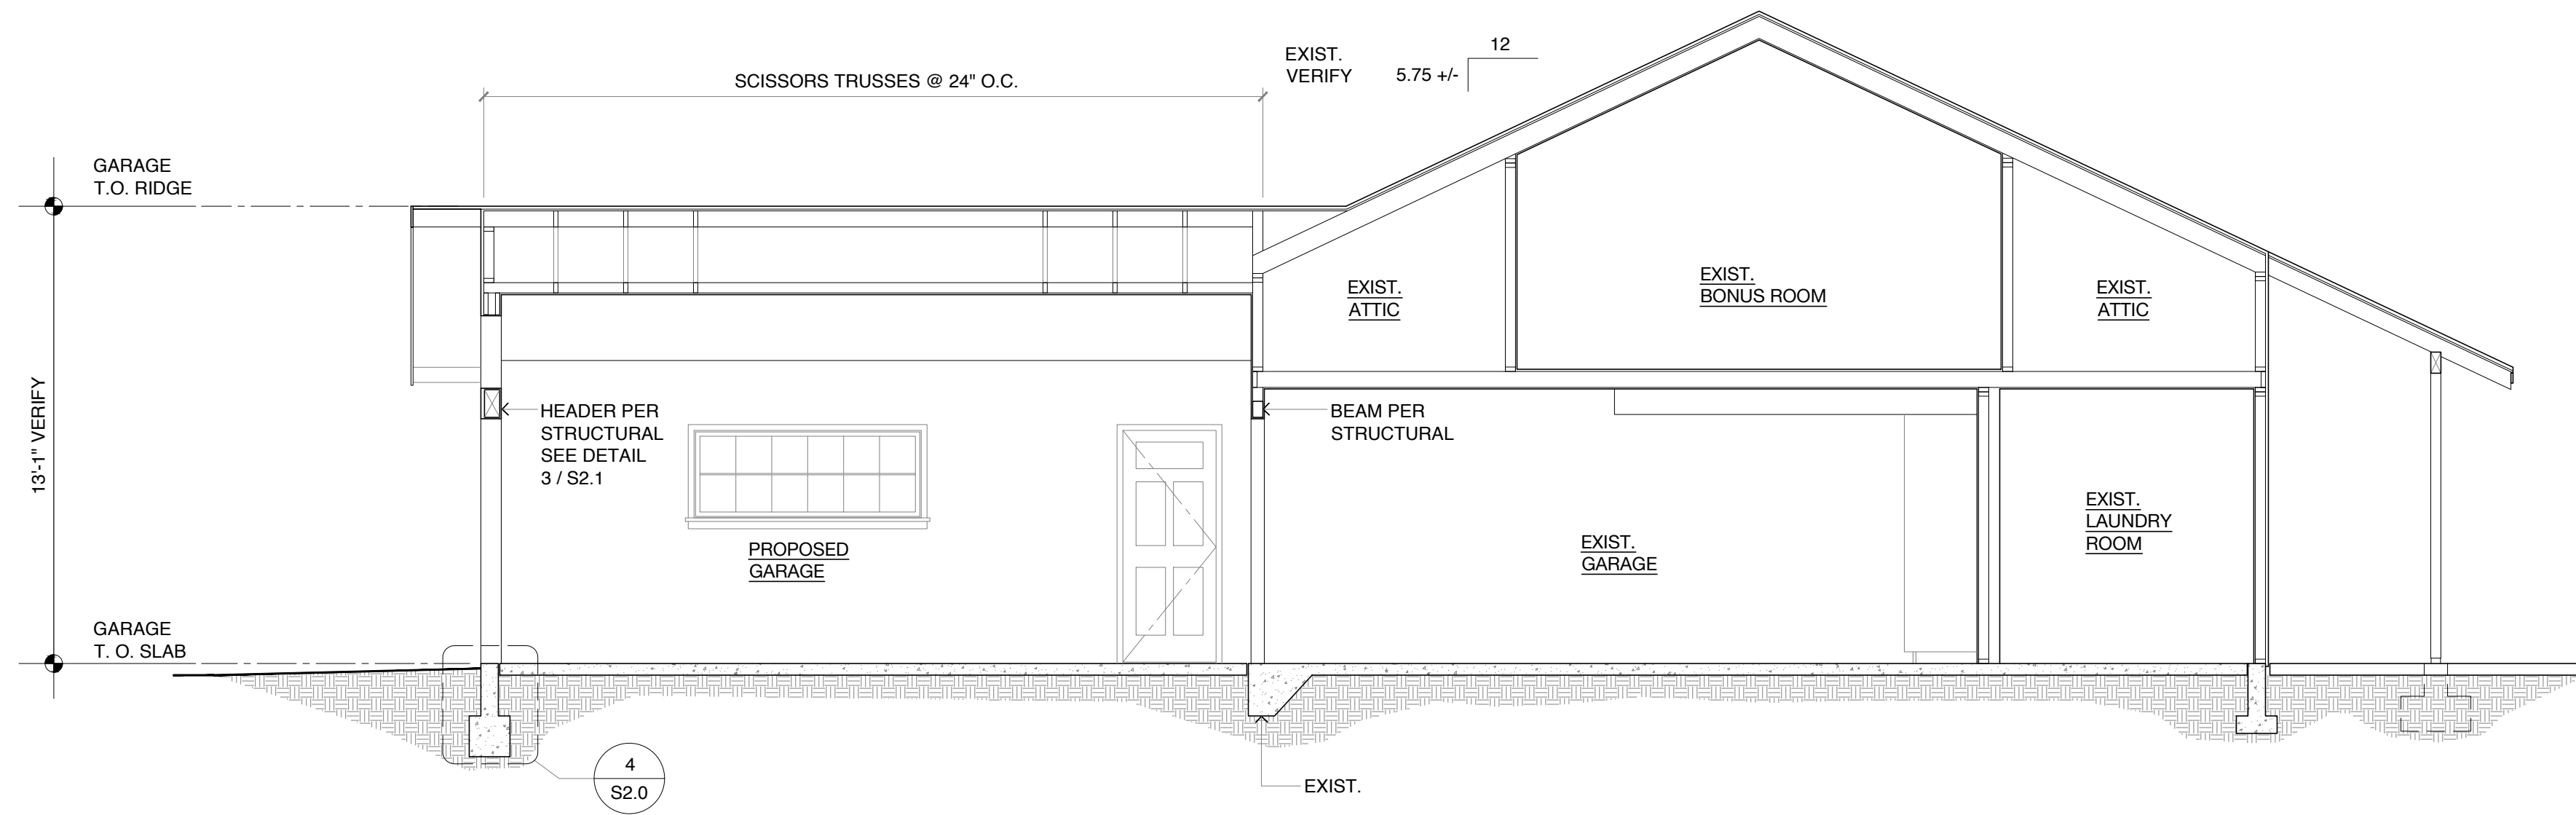 SCISSORS TRUSSES @ 24" O.C.
EXIST.
VERIFY
5.75 +/-
12
GARAGE
T.O. RIDGE
13'-1" VERIFY
GARAGE
T. O. SLAB
HEADER PER
STRUCTURAL
SEE DETAIL
3 / S2.1
PROPOSED
GARAGE
BEAM PER
STRUCTURAL
EXIST.
ATTIC
EXIST.
BONUS ROOM
EXIST.
ATTIC
EXIST.
GARAGE
EXIST.
LAUNDRY
ROOM
4
S2.0
EXIST.